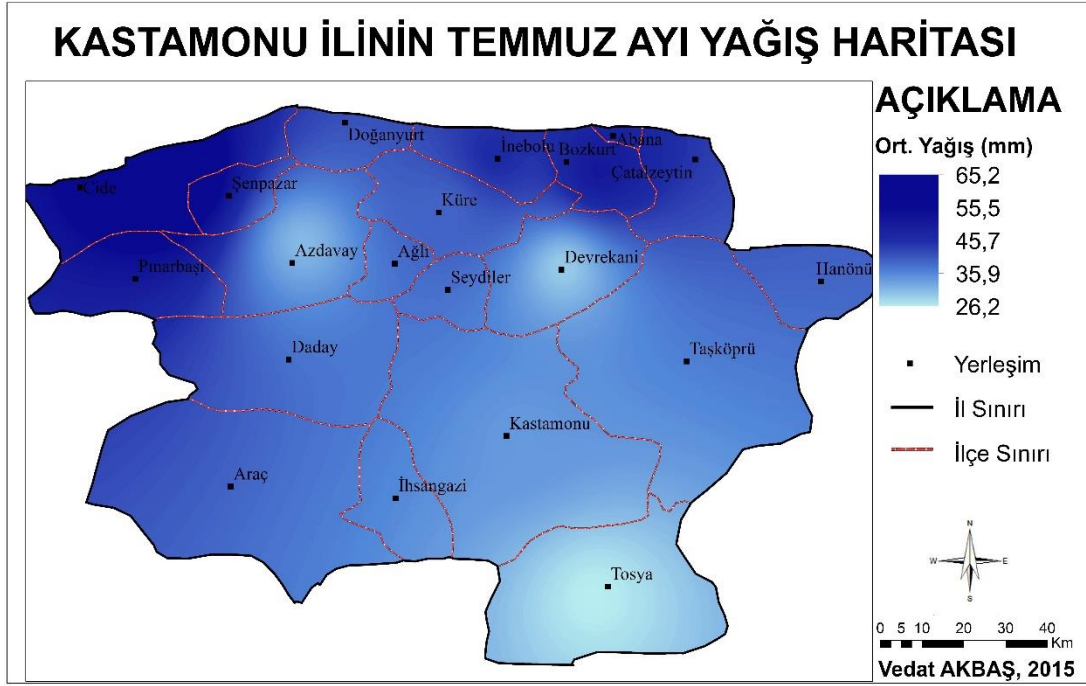 KASTAMONU İLİNİN TEMMUZ AYI YAĞIŞ HARİTASI
AÇIKLAMA
Ort. Yağış (mm)
65,2
55,5
45,7
35,9
26,2
Yerleşim
İl Sınırı
İlçe Sınırı
Doğanyurt
Abana
İnebolu
Bozkurt
Çatalzeytin
Cide
Şenpazar
Küre
Azdavay
Ağlı
Devrekani
Pınarbaşı
Seydiler
Hanönü
Daday
Taşköprü
Kastamonu
Araç
İhsangazi
Tosya
N
W E
S
0 5 10 20 30 40
Km
Vedat AKBAŞ, 2015